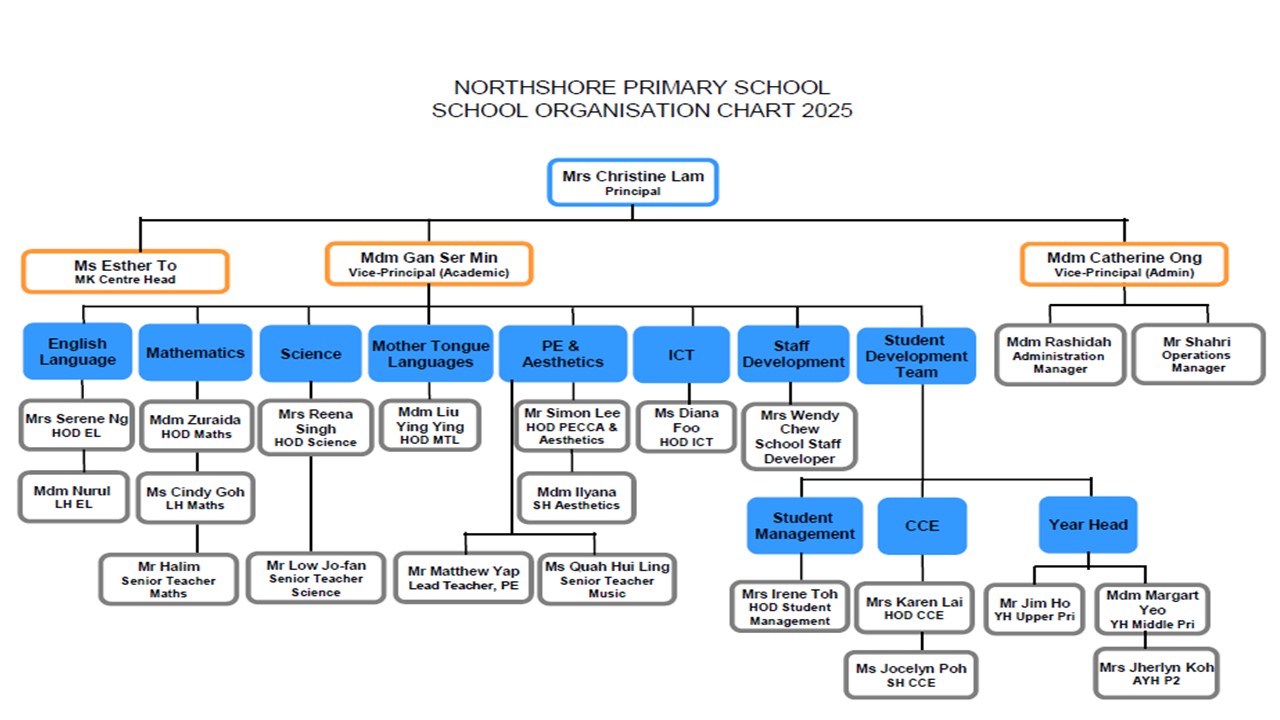 NORTHSHORE PRIMARY SCHOOL
SCHOOL ORGANISATION CHART 2025
Mrs Christine Lam
Principal
Ms Esther To
MK Centre Head
Mdm Gan Ser Min
Vice-Principal (Academic)
Mdm Catherine Ong
Vice-Principal (Admin)
English
Language
Mathematics
Science
Mother Tongue
Languages
PE &
Aesthetics
ICT
Staff
Development
Student
Development
Team
Mdm Rashidah
Administration
Manager
Mr Shahri
Operations
Manager
Mrs Serene Ng
HOD EL
Mdm Zuraida
HOD Maths
Mrs Reena
Singh
HOD Science
Mdm Liu
Ying Ying
HOD MTL
Mr Simon Lee
HOD PECCA &
Aesthetics
Ms Diana
Foo
HOD ICT
Mrs Wendy
Chew
School Staff
Developer
Mdm Nurul
LH EL
Ms Cindy Goh
LH Maths
Mdm Ilyana
SH Aesthetics
Student
Management
CCE
Year Head
Mr Halim
Senior Teacher
Maths
Mr Low Jo-fan
Senior Teacher
Science
Mr Matthew Yap
Lead Teacher, PE
Ms Quah Hui Ling
Senior Teacher
Music
Mrs Irene Toh
HOD Student
Management
Mrs Karen Lai
HOD CCE
Mr Jim Ho
YH Upper Pri
Mdm Margart
Yeo
YH Middle Pri
Ms Jocelyn Poh
SH CCE
Mrs Jherlyn Koh
AYH P2